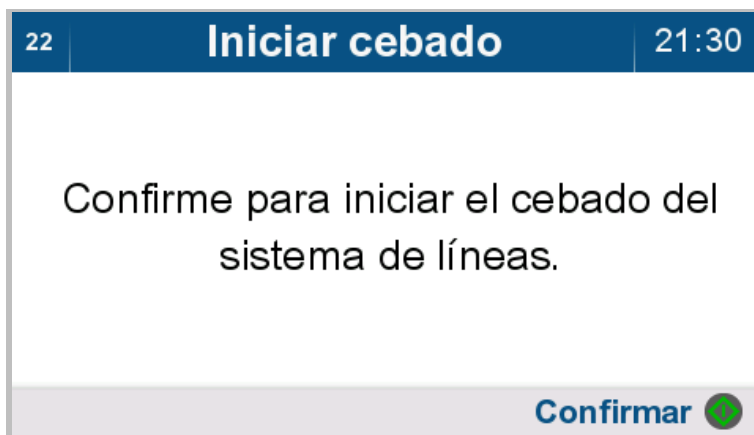 22 Iniciar cebado 21:30
Confirme para iniciar el cebado del
sistema de líneas.
Confirmar